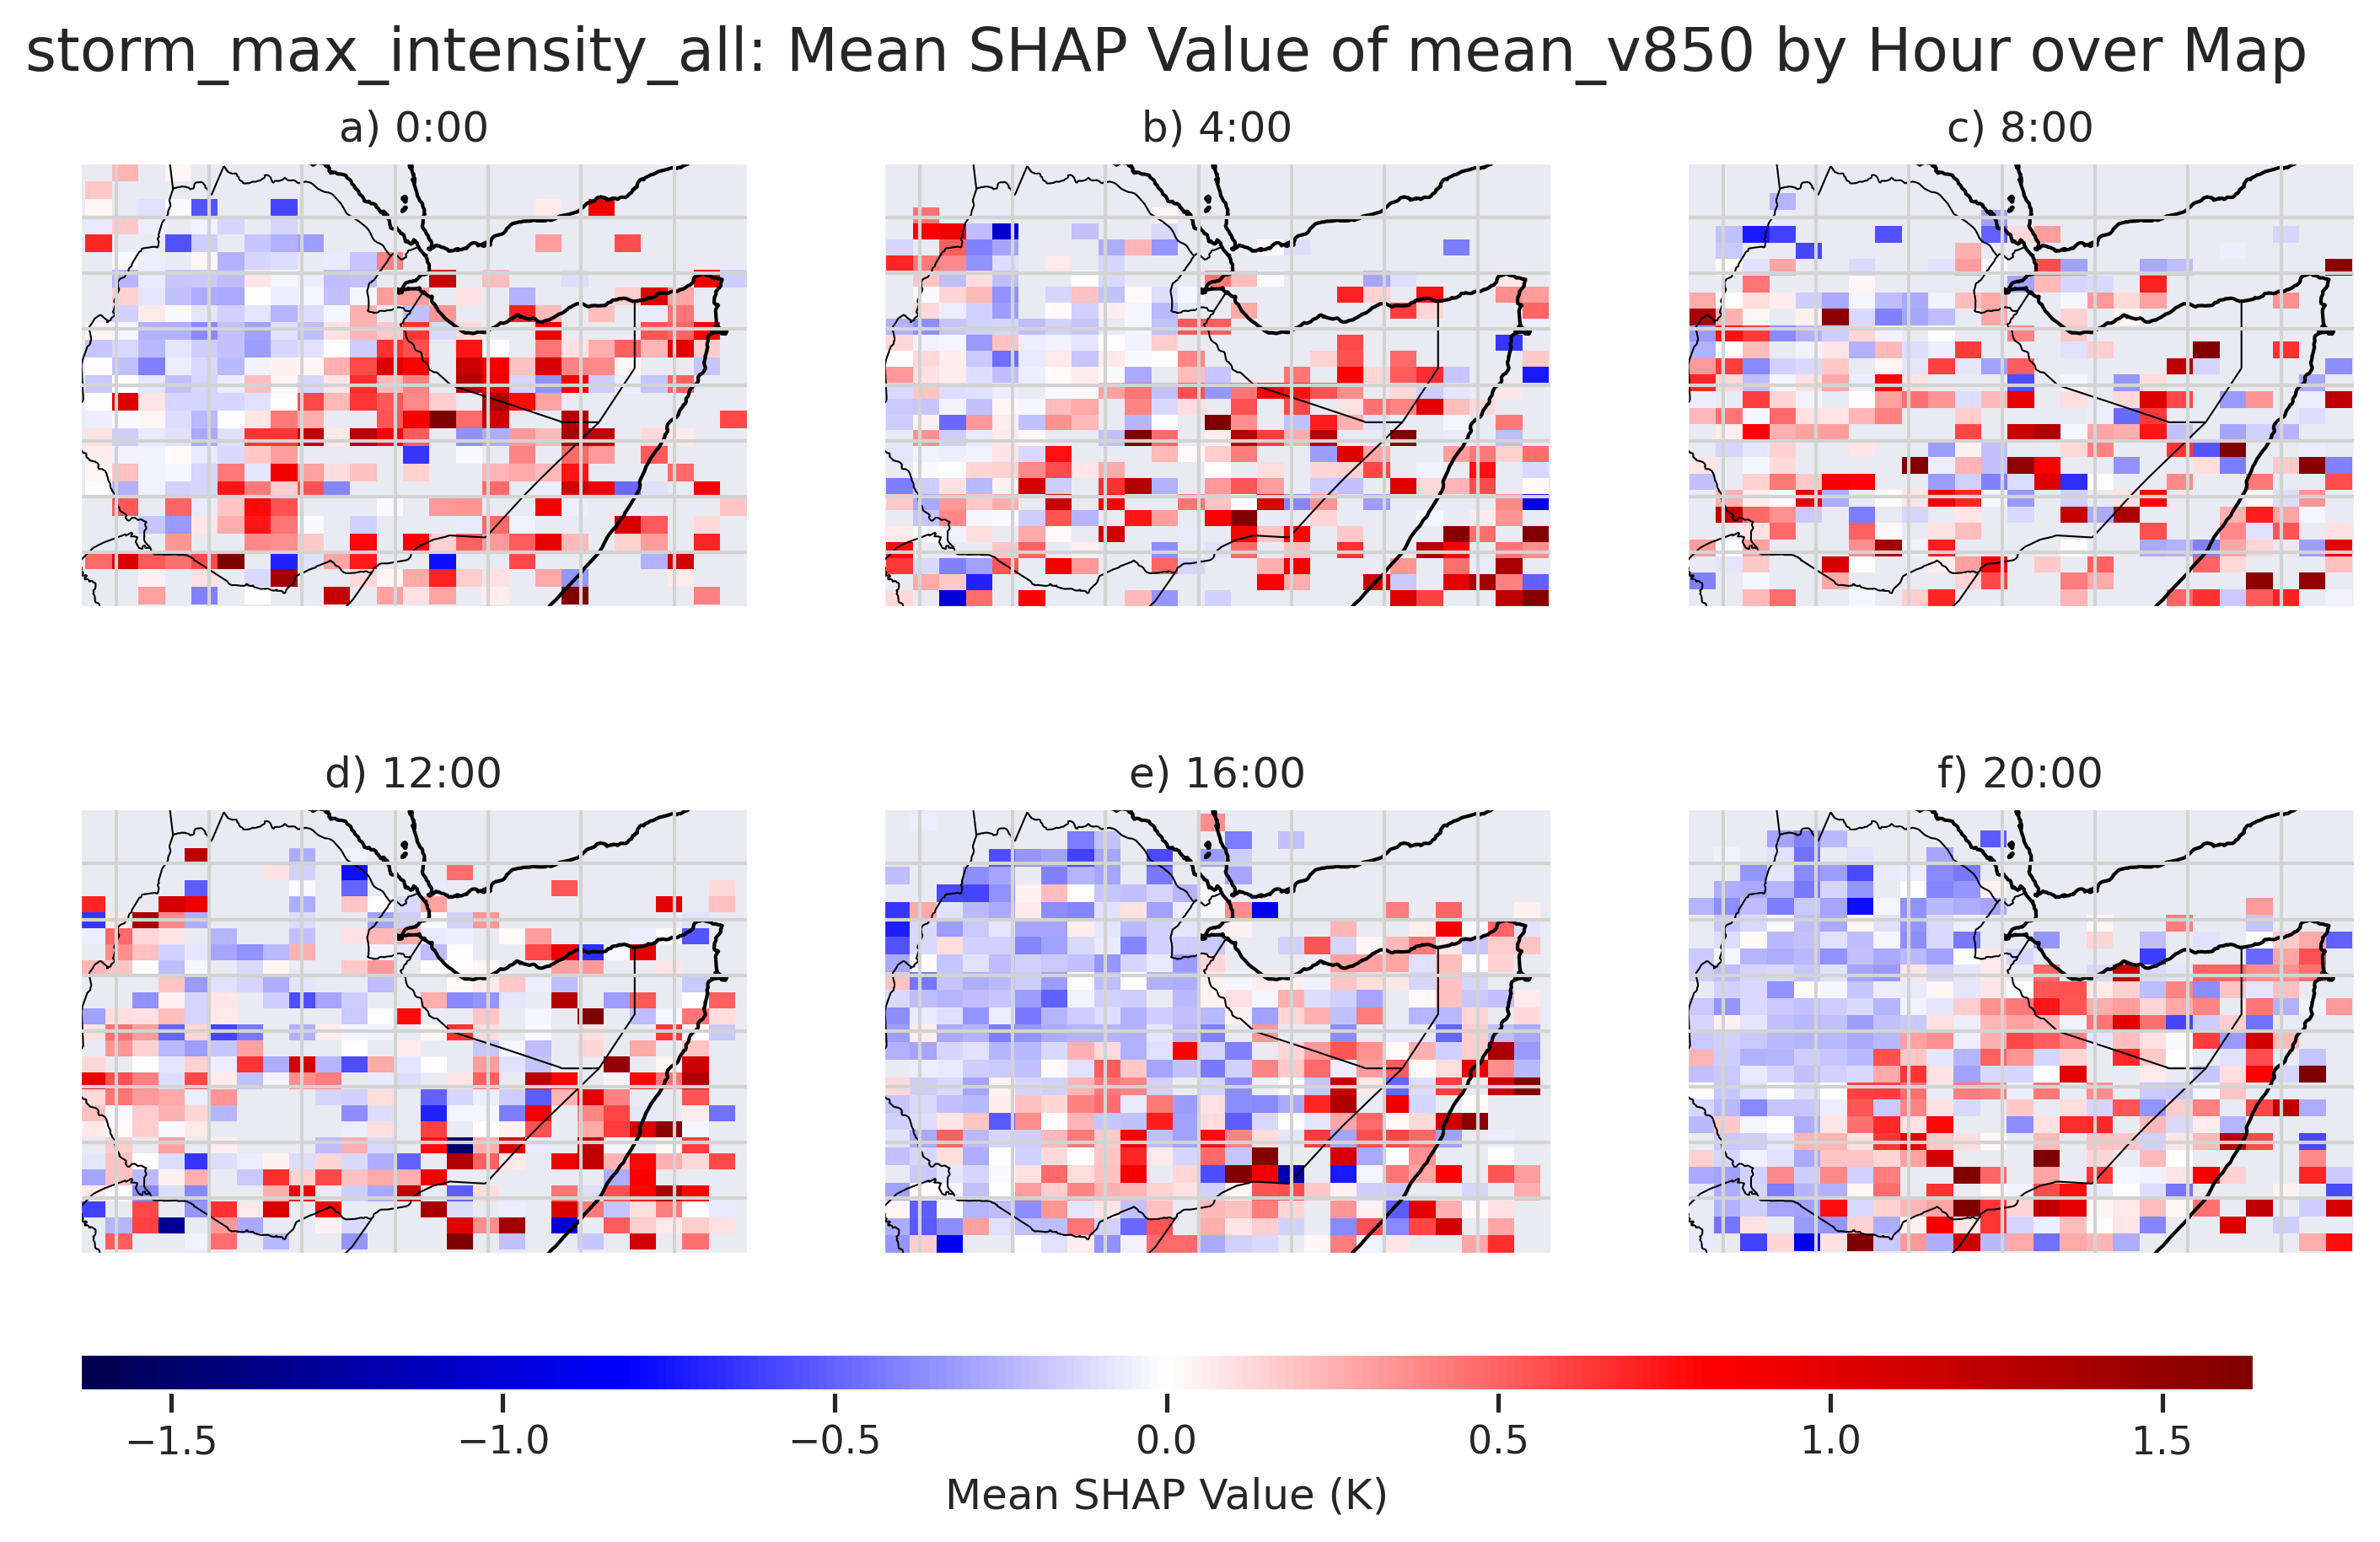 storm_max_intensity_all: Mean SHAP Value of mean_v850 by Hour over Map
a) 0:00
b) 4:00
c) 8:00
d) 12:00
e) 16:00
f) 20:00
−1.5
−1.0
−0.5
0.0
0.5
1.0
1.5
Mean SHAP Value (K)